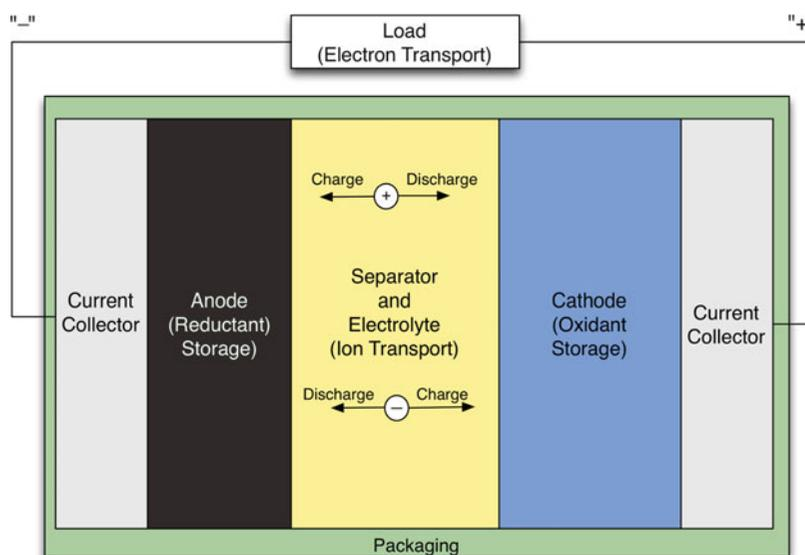 "–"
"+
Load
(Electron Transport)
Charge
+
Discharge
Current
Collector
Anode
(Reductant)
Storage)
Separator
and
Electrolyte
(Ion Transport)
Cathode
(Oxidant
Storage)
Current
Collector
Discharge
–
Charge
Packaging